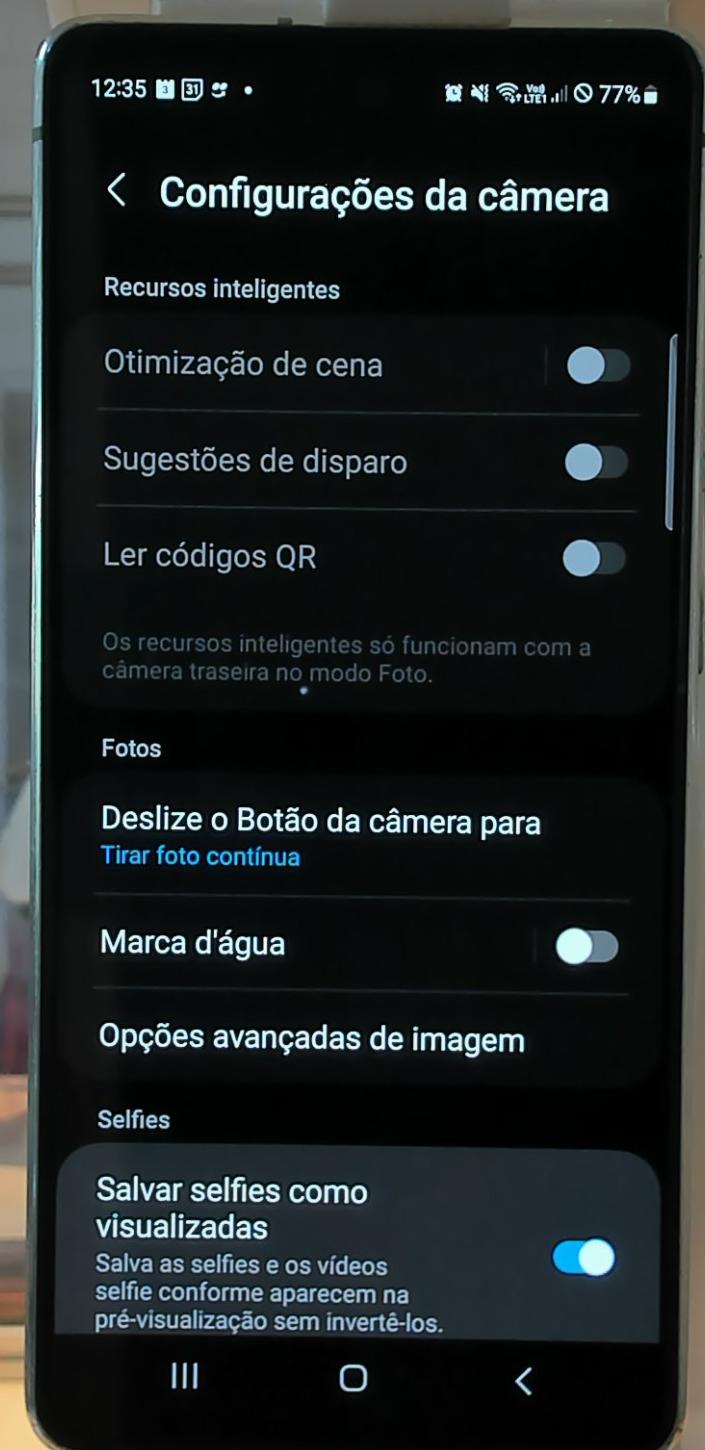 12:35 3 31 Vo) LTE1 77%
Configurações da câmera
Recursos inteligentes
Otimização de cena
Sugestões de disparo
Ler códigos QR
Os recursos inteligentes só funcionam com a
câmera traseira no modo Foto.
Fotos
Deslize o Botão da câmera para
Tirar foto contínua
Marca d'água
Opções avançadas de imagem
Selfies
Salvar selfies como
visualizadas
Salva as selfies e os vídeos
selfie conforme aparecem na
pré-visualização sem invertê-los.